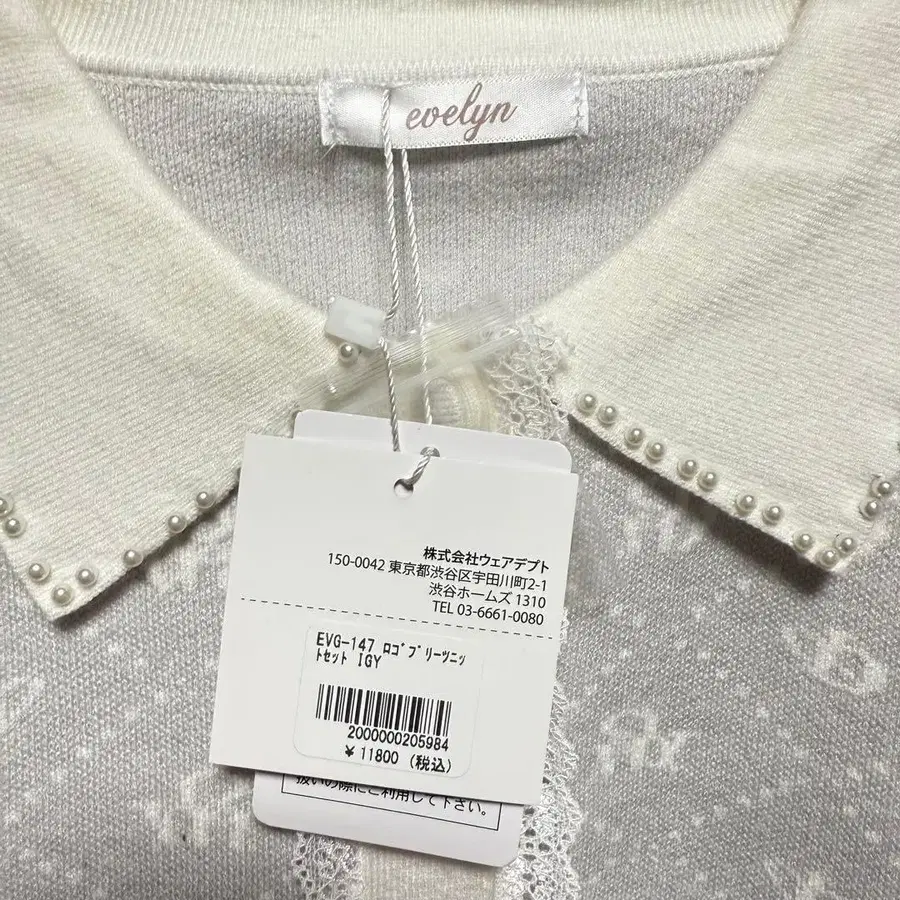 evelyn
株式会社ウェアデプト
150-0042 東京都渋谷区宇田川町2-1
渋谷ホームズ 1310
TEL 03-6661-0080
EVG-147 ﾛｺﾞﾌﾟﾘｰﾂﾆｯ
ﾄｾｯﾄ IGY
2000000205984
¥ 11800 (税込)
扱いの際にご利用して下さい。